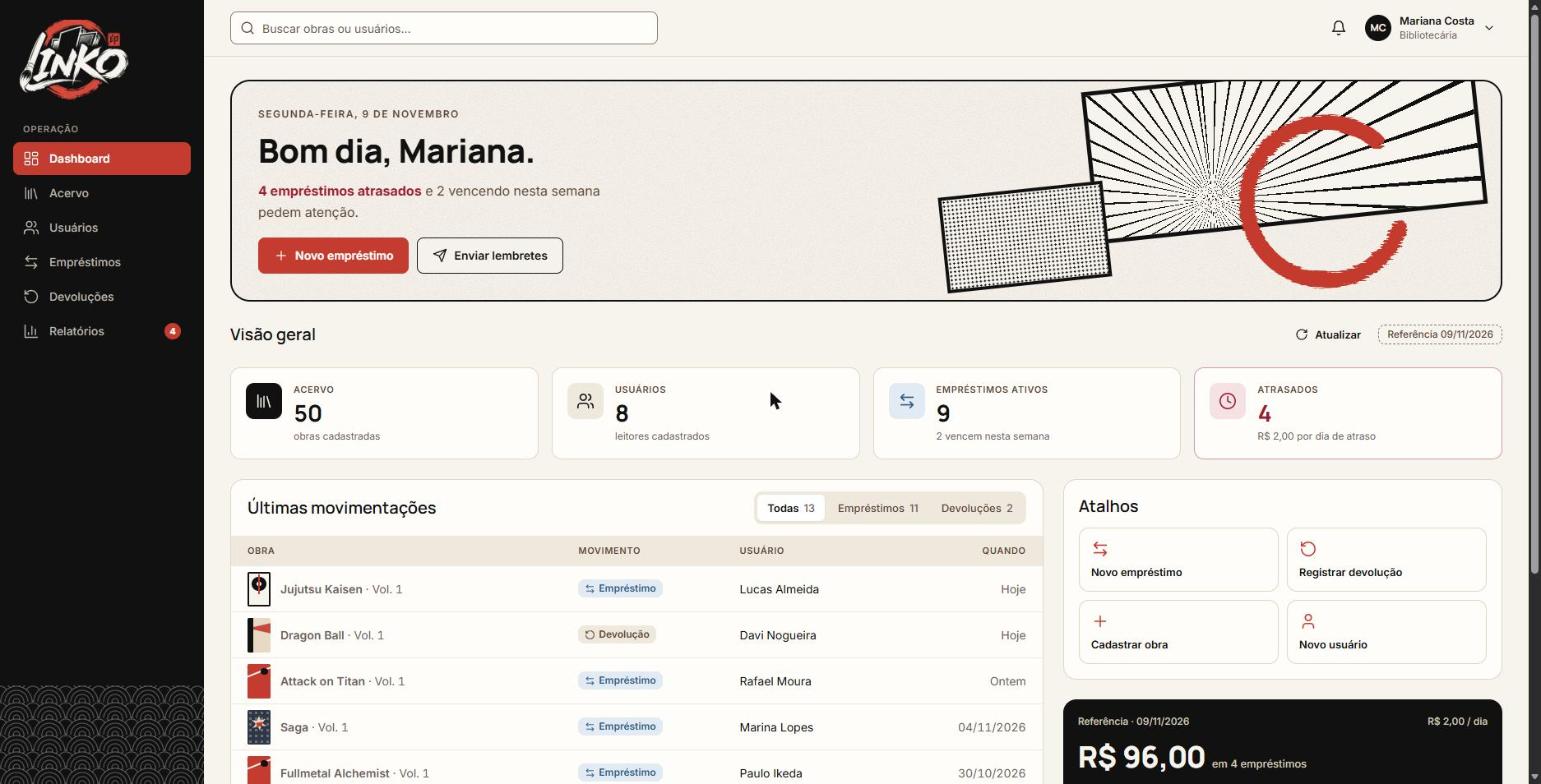 LINKO
Buscar obras ou usuários...
MC
Mariana Costa
Bibliotecária
OPERAÇÃO
Dashboard
Acervo
Usuários
Empréstimos
Devoluções
Relatórios 4
SEGUNDA-FEIRA, 9 DE NOVEMBRO
Bom dia, Mariana.
4 empréstimos atrasados e 2 vencendo nesta semana
pedem atenção.
Novo empréstimo
Enviar lembretes
Visão geral
Atualizar
Referência 09/11/2026
ACERVO
50
obras cadastradas
USUÁRIOS
8
leitores cadastrados
EMPRÉSTIMOS ATIVOS
9
2 vencem nesta semana
ATRASADOS
4
R$ 2,00 por dia de atraso
Últimas movimentações
Todas 13 Empréstimos 11 Devoluções 2
OBRA MOVIMENTO USUÁRIO QUANDO
Jujutsu Kaisen · Vol. 1 Empréstimo Lucas Almeida Hoje
Dragon Ball · Vol. 1 Devolução Davi Nogueira Hoje
Attack on Titan · Vol. 1 Empréstimo Rafael Moura Ontem
Saga · Vol. 1 Empréstimo Marina Lopes 04/11/2026
Fullmetal Alchemist · Vol. 1 Empréstimo Paulo Ikeda 30/10/2026
Atalhos
Novo empréstimo
Registrar devolução
Cadastrar obra
Novo usuário
Referência · 09/11/2026 R$ 2,00 / dia
R$ 96,00 em 4 empréstimos